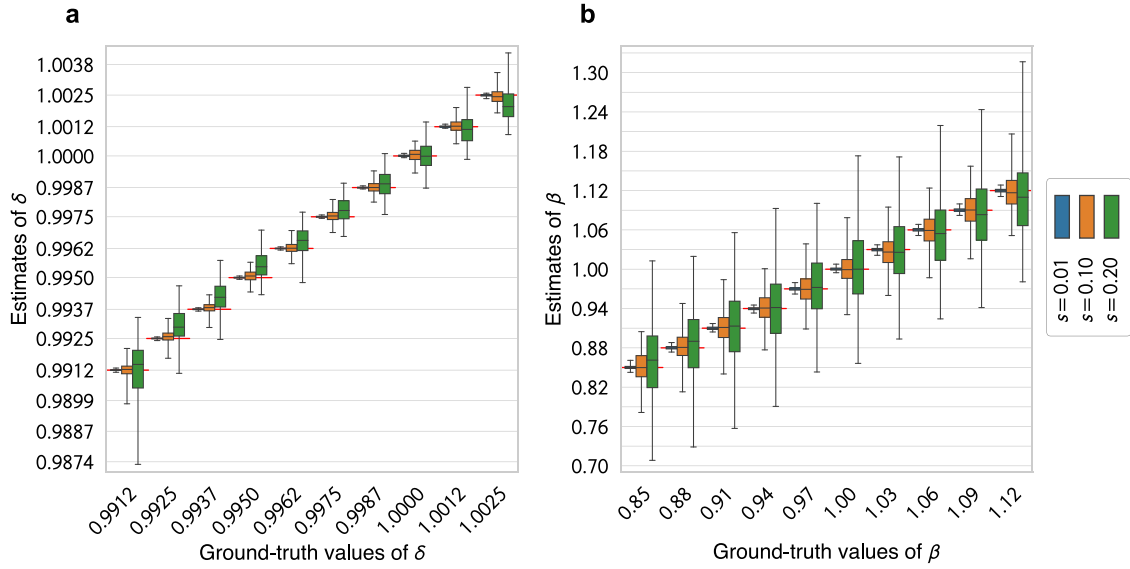 a
1.0038
1.0025
1.0012
1.0000
0.9987
0.9975
0.9962
0.9950
0.9937
0.9925
0.9912
0.9899
0.9887
0.9874
Estimates of δ
0.9912 0.9925 0.9937 0.9950 0.9962 0.9975 0.9987 1.0000 1.0012 1.0025
Ground-truth values of δ
b
1.30
1.24
1.18
1.12
1.06
1.00
0.94
0.88
0.82
0.76
0.70
Estimates of β
0.85 0.88 0.91 0.94 0.97 1.00 1.03 1.06 1.09 1.12
Ground-truth values of β
s = 0.01
s = 0.10
s = 0.20